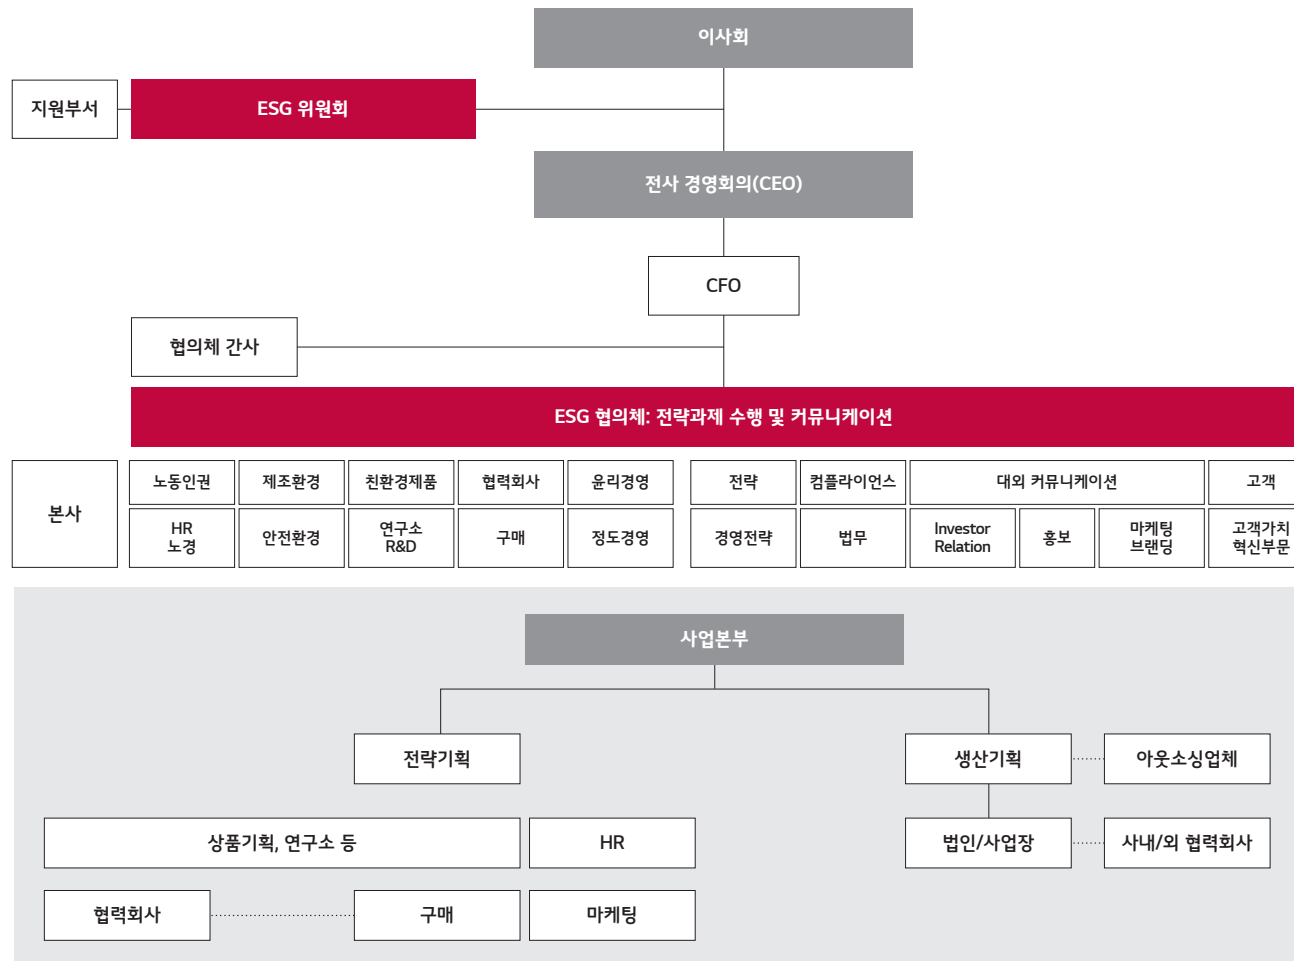 이사회
지원부서
ESG 위원회
전사 경영회의(CEO)
CFO
협의체 간사
ESG 협의체: 전략과제 수행 및 커뮤니케이션
본사
노동인권
제조환경
친환경제품
협력회사
윤리경영
전략
컴플라이언스
대외 커뮤니케이션
고객
HR
노경
안전환경
연구소
R&D
구매
정도경영
경영전략
법무
Investor
Relation
홍보
마케팅
브랜딩
고객가치
혁신부문
사업본부
전략기획
생산기획
아웃소싱업체
상품기획, 연구소 등
HR
법인/사업장
사내/외 협력회사
협력회사
구매
마케팅